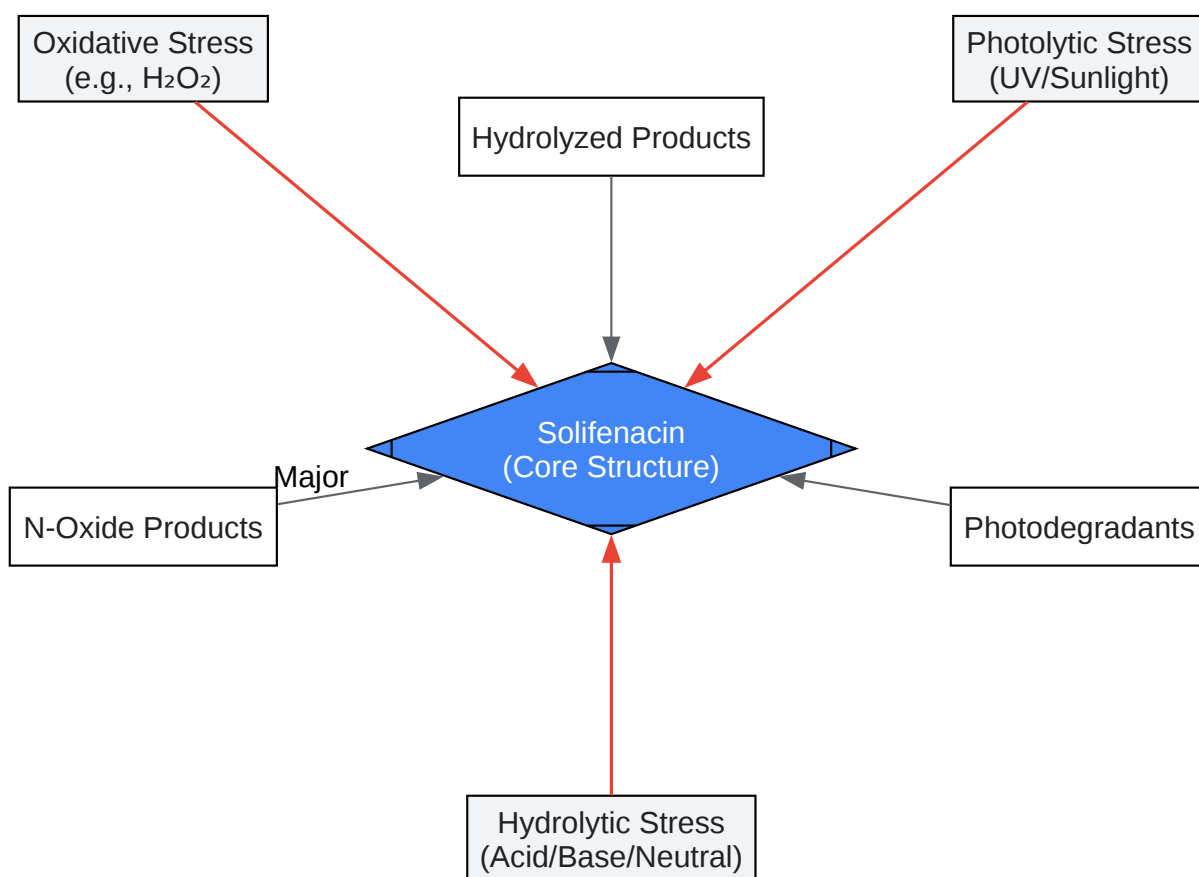 Oxidative Stress
(e.g., H₂O₂)
Photolytic Stress
(UV/Sunlight)
Hydrolyzed Products
Solifenacin
(Core Structure)
Major
N-Oxide Products
Photodegradants
Hydrolytic Stress
(Acid/Base/Neutral)